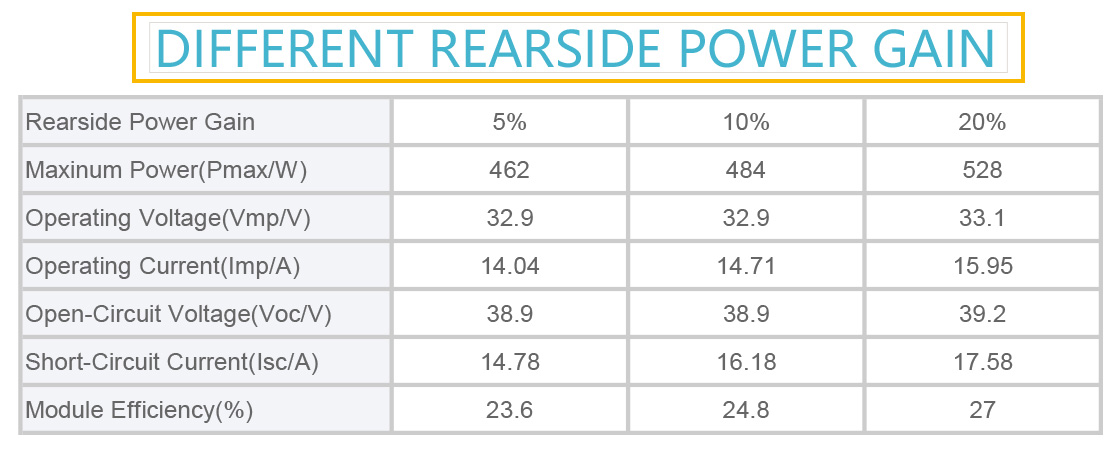 DIFFERENT REARSIDE POWER GAIN
Rearside Power Gain 5% 10% 20%
Maxinum Power(Pmax/W) 462 484 528
Operating Voltage(Vmp/V) 32.9 32.9 33.1
Operating Current(Imp/A) 14.04 14.71 15.95
Open-Circuit Voltage(Voc/V) 38.9 38.9 39.2
Short-Circuit Current(Isc/A) 14.78 16.18 17.58
Module Efficiency(%) 23.6 24.8 27